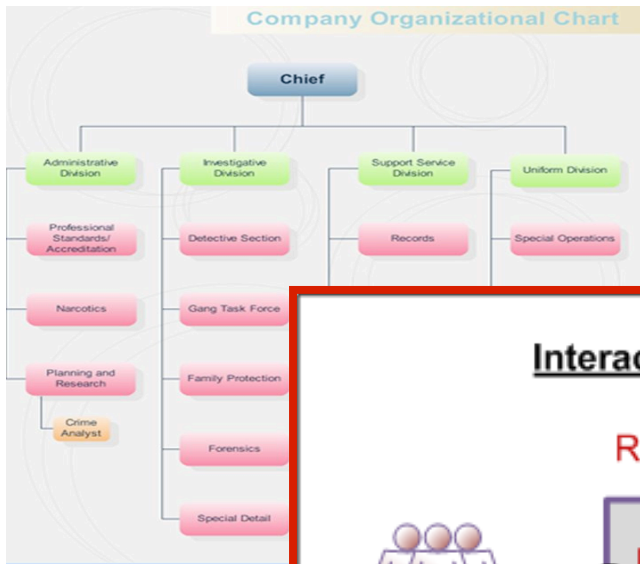 Company Organizational Chart
Chief
Administrative
Division
Investigative
Division
Support Service
Division
Uniform Division
Professional
Standards/
Accreditation
Detective Section
Records
Special Operations
Narcotics
Gang Task Force
Planning and
Research
Family Protection
Crime
Analyst
Forensics
Special Detail